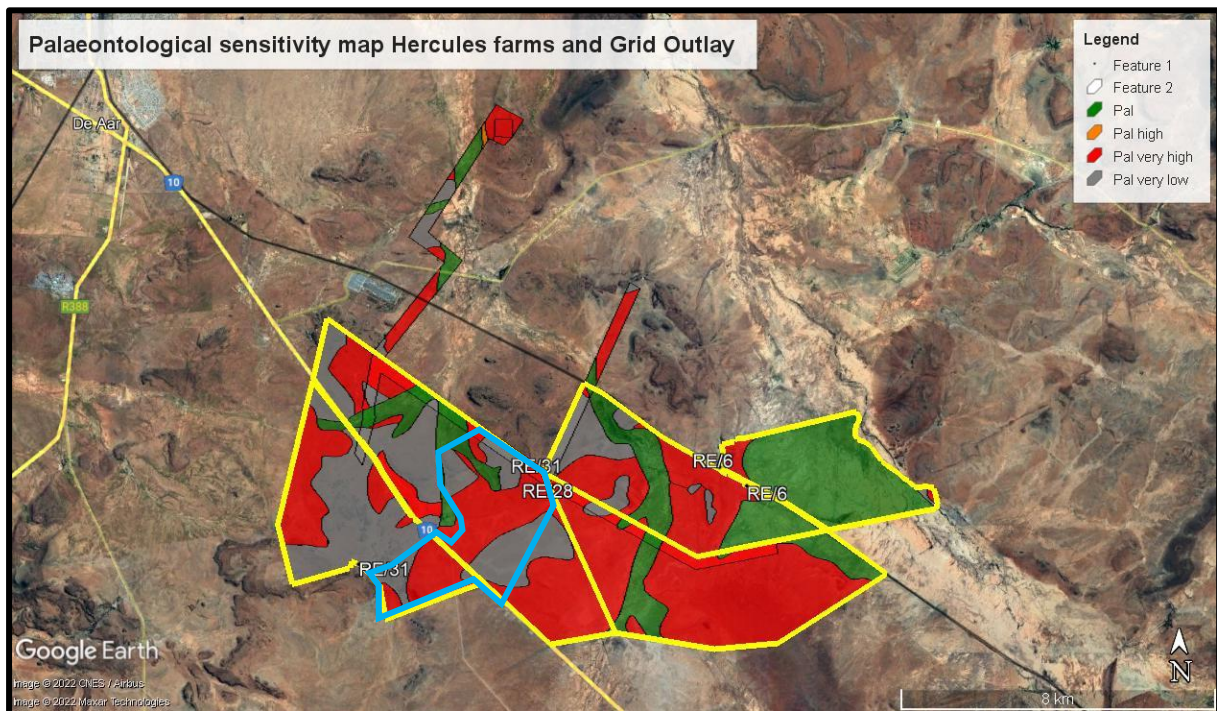 Palaeontological sensitivity map Hercules farms and Grid Outlay
Legend
Feature 1
Feature 2
Pal
Pal high
Pal very high
Pal very low
De Aar
10
R388
RE/31
RE/6
RE/28
RE/6
10
RE/31
Google Earth
Image © 2022 CNES / Airbus
Image © 2022 Maxar Technologies
N
8 km